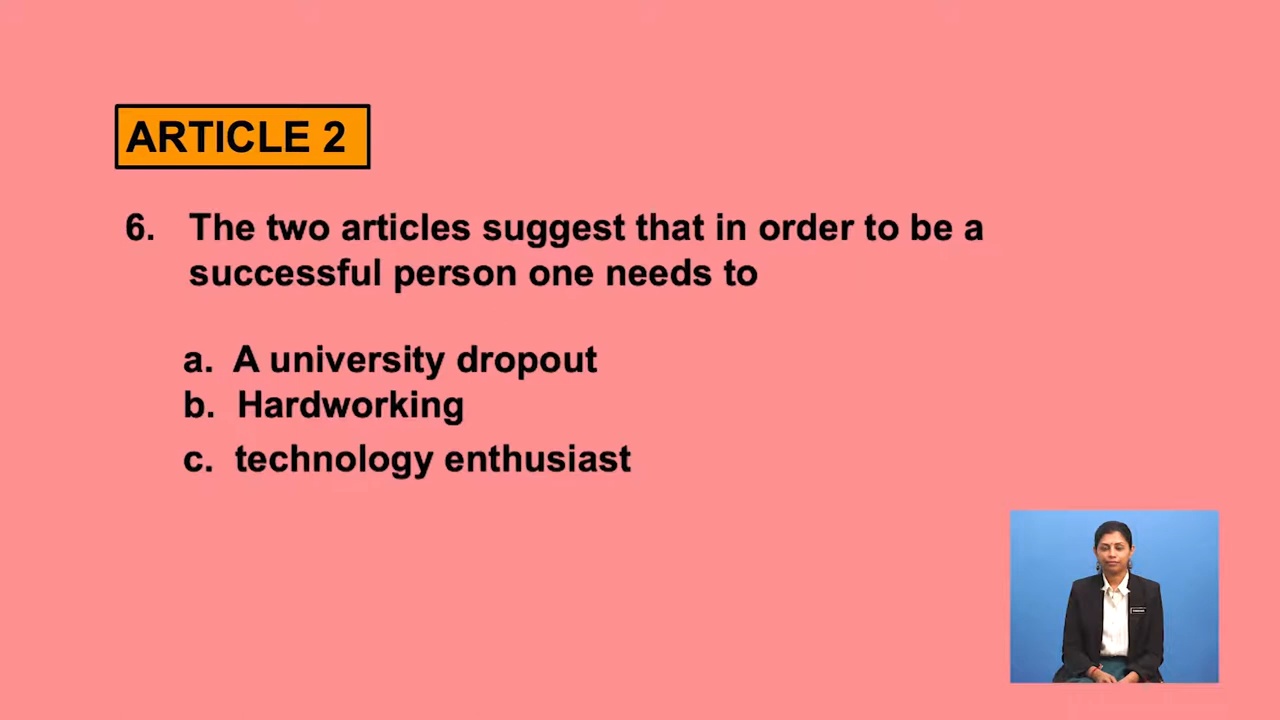 ARTICLE 2
6. The two articles suggest that in order to be a
successful person one needs to
a. A university dropout
b. Hardworking
c. technology enthusiast